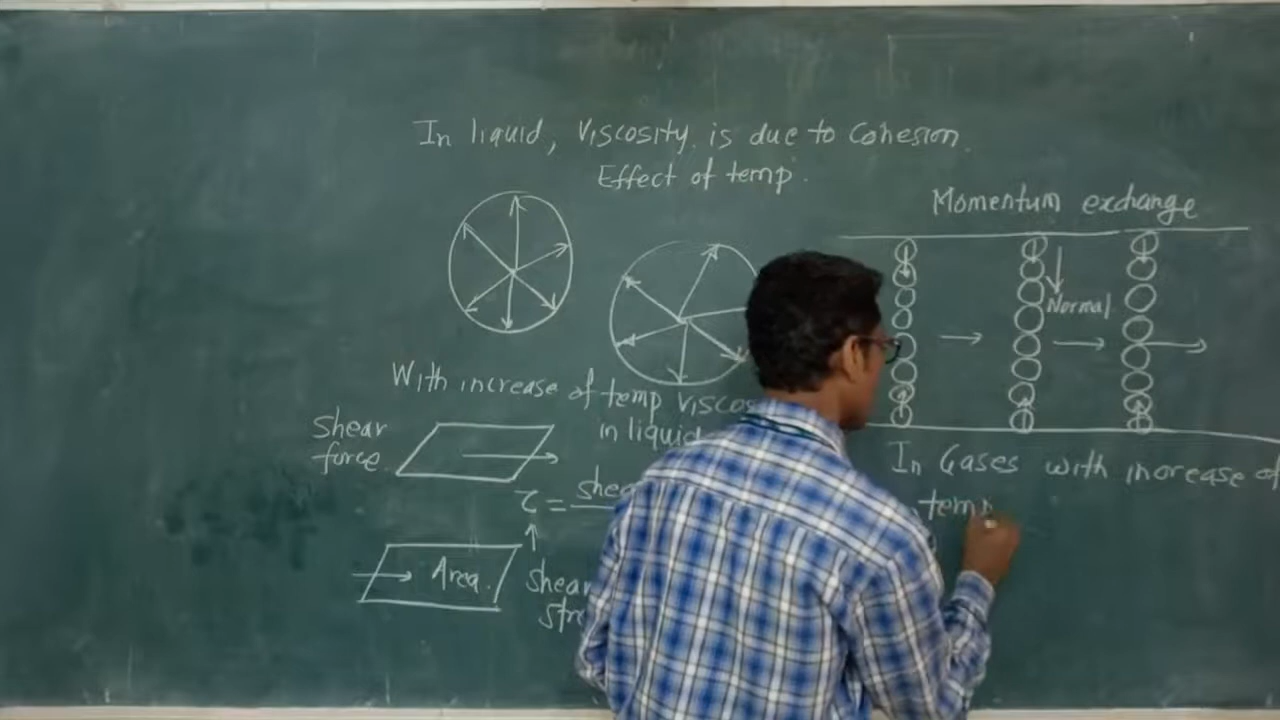 In liquid, Viscosity is due to Cohesion.
Effect of temp.
Momentum exchange
Normal
With increase of temp
in liquid
Shear
force
τ =
Area.
Shear
In Gases with increase of
temp